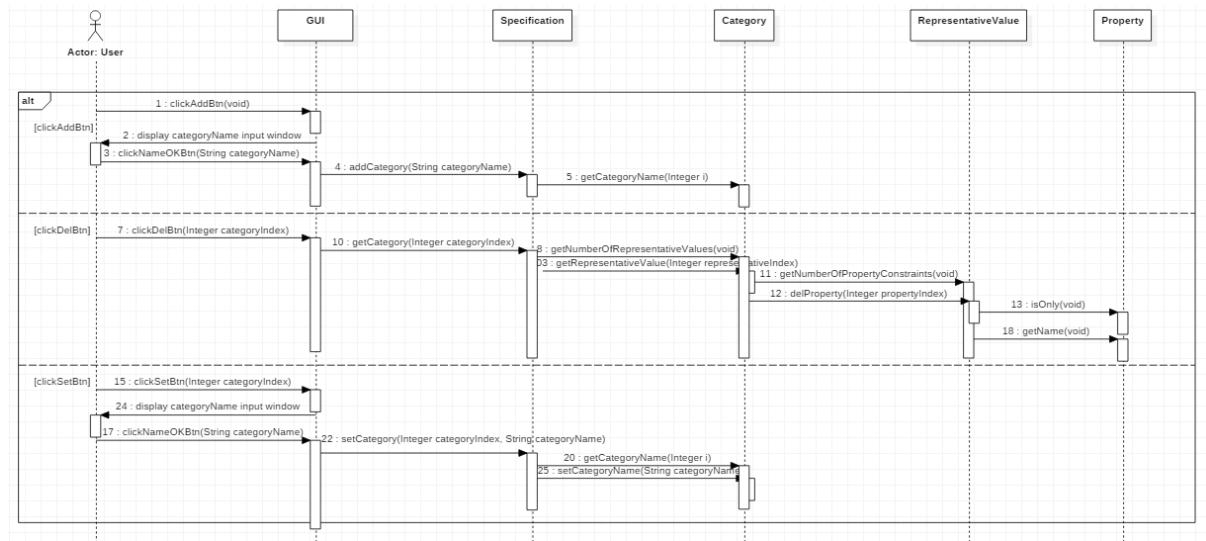 GUI
Specification
Category
RepresentativeValue
Property
Actor: User
alt
1 : clickAddBtn(void)
[clickAddBtn]
2 : display categoryName input window
3 : clickNameOKBtn(String categoryName)
4 : addCategory(String categoryName)
5 : getCategoryName(Integer i)
[clickDelBtn]
7 : clickDelBtn(Integer categoryIndex)
10 : getCategory(Integer categoryIndex)
8 : getNumberOfRepresentativeValues(void)
03 : getRepresentativeValue(Integer representativeIndex)
11 : getNumberOfPropertyConstraints(void)
12 : delProperty(Integer propertyIndex)
13 : isOnly(void)
18 : getName(void)
[clickSetBtn]
15 : clickSetBtn(Integer categoryIndex)
24 : display categoryName input window
17 : clickNameOKBtn(String categoryName)
22 : setCategory(Integer categoryIndex, String categoryName)
20 : getCategoryName(Integer i)
25 : setCategoryName(String categoryName